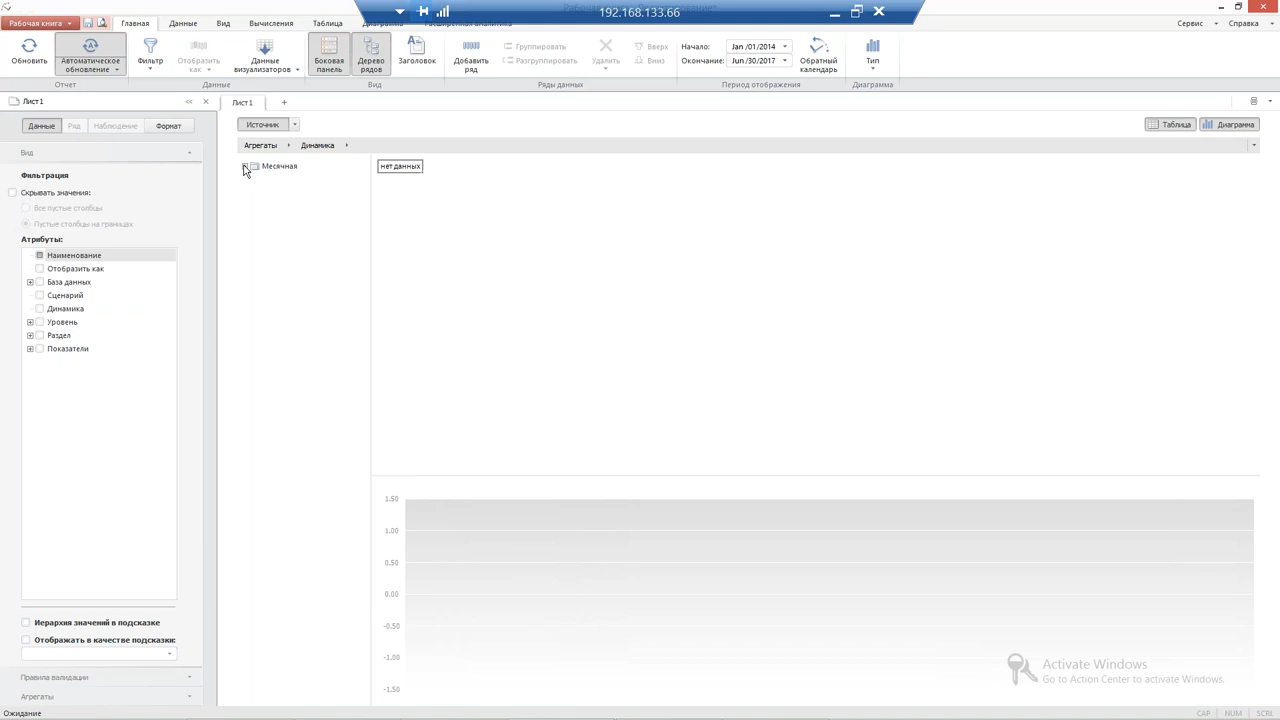 192.168.133.66
Рабочая книга
Главная
Данные
Вид
Вычисления
Таблица
Сервис
Справка
Обновить
Автоматическое
обновление
Фильтр
Отобразить
как
Данные
визуализаторов
Боковая
панель
Дерево
рядов
Заголовок
Добавить
ряд
Группировать
Разгруппировать
Удалить
Вверх
Вниз
Начало: Jan /01/2014
Окончание: Jun /30/2017
Обратный
календарь
Тип
Отчет
Данные
Вид
Ряды данных
Период отображения
Диаграмма
Лист1
<<
Лист1
+
Данные
Ряд
Наблюдение
Формат
Источник
Таблица
Диаграмма
Агрегаты
Динамика
Вид
Месячная
нет данных
Фильтрация
Скрывать значения:
Все пустые столбцы
Пустые столбцы на границах
Атрибуты:
Наименование
Отобразить как
База данных
Сценарий
Динамика
Уровень
Раздел
Показатели
Иерархия значений в подсказке
Отображать в качестве подсказки:
Правила валидации
Агрегаты
1.50
1.00
0.50
0.00
-0.50
-1.00
-1.50
Activate Windows
Go to Action Center to activate Windows.
Ожидание
CAP
NUM
SCRL